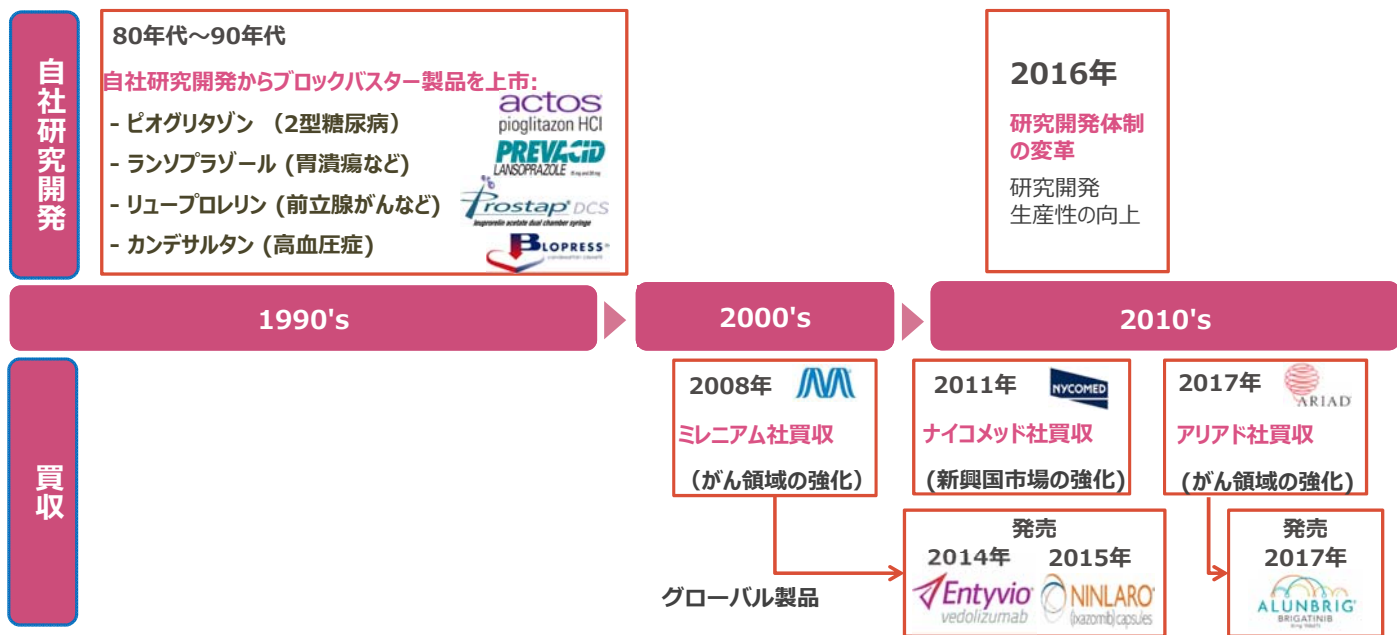 自社研究開発
80年代~90年代
自社研究開発からブロックバスター製品を上市:
- ピオグリタゾン (2型糖尿病)
- ランソプラゾール (胃潰瘍など)
- リュープロレリン (前立腺がんなど)
- カンデサルタン (高血圧症)
actos
pioglitazon HCl
PREVACID
LANSOPRAZOLE
Prostap DCS
leuprorelin acetate dual chamber syringe
BLOPRESS
2016年
研究開発体制
の変革
研究開発
生産性の向上
1990's
2000's
2010's
買収
2008年
ミレニアム社買収
(がん領域の強化)
2011年
NYCOMED
ナイコメッド社買収
(新興国市場の強化)
2017年
ARIAD
アリアド社買収
(がん領域の強化)
グローバル製品
発売
2014年 2015年
Entyvio
vedolizumab
NINLARO
(ixazomib) capsules
発売
2017年
ALUNBRIG
BRIGATINIB